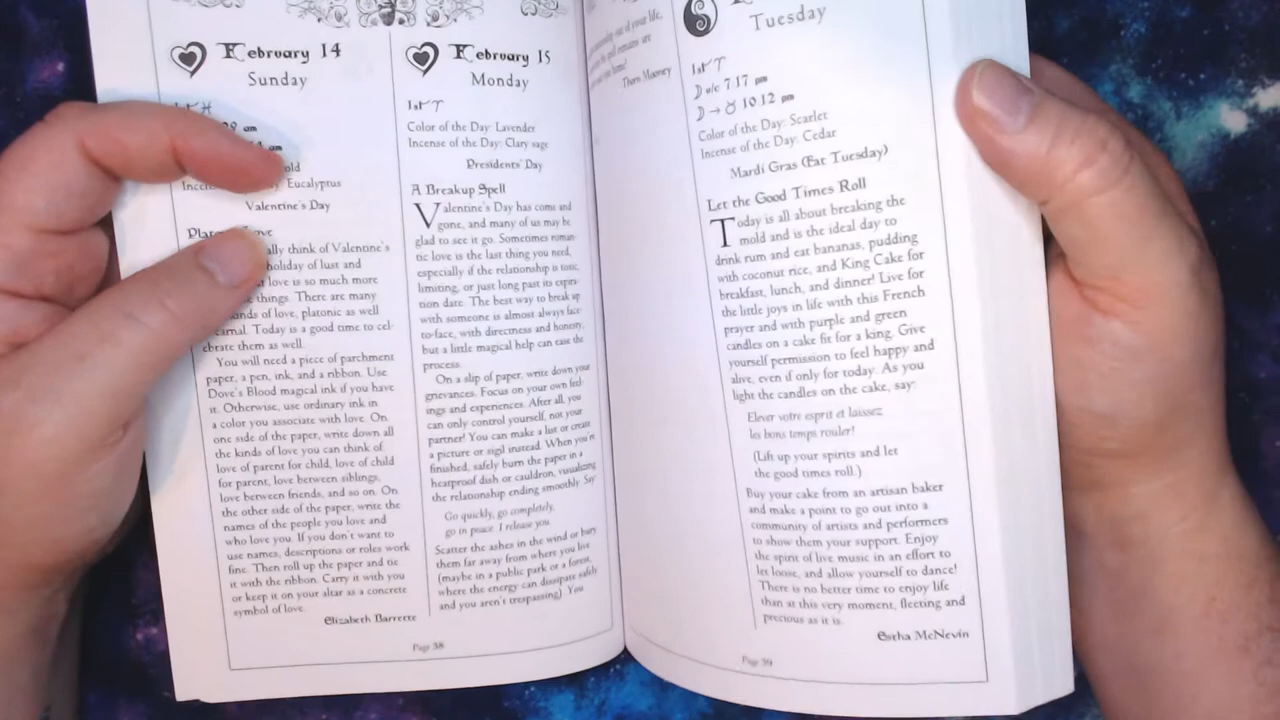 February 14
Sunday
am
am
old
Eucalyptus
Valentine's Day
ally think of Valentine's
holiday of lust and
love is so much more
things. There are many
kinds of love, platonic as well
Today is a good time to cel-
ebrate them as well.
You will need a piece of parchment
paper, a pen, ink, and a ribbon. Use
Dove's Blood magical ink if you have
it. Otherwise, use ordinary ink in
a color you associate with love. On
one side of the paper, write down all
the kinds of love you can think of
love of parent for child, love of child
for parent, love between siblings,
love between friends, and so on. On
the other side of the paper, write the
names of the people you love and
who love you. If you don't want to
use names, descriptions or roles work
fine. Then roll up the paper and tie
it with the ribbon. Carry it with you
or keep it on your altar as a concrete
symbol of love.
Elizabeth Barrette
February 15
Monday
1st ♈
Color of the Day: Lavender
Incense of the Day: Clary sage
Presidents' Day
A Breakup Spell
Valentine's Day has come and
gone, and many of us may be
glad to see it go. Sometimes roman-
tic love is the last thing you need,
especially if the relationship is toxic,
limiting, or just long past its expira-
tion date. The best way to break up
with someone is almost always face-
to-face, with directness and honesty,
but a little magical help can ease the
process.
On a slip of paper, write down your
grievances. Focus on your own feel-
ings and experiences. After all, you
can only control yourself, not your
partner! You can make a list or create
a picture or sigil instead. When you're
finished, safely burn the paper in a
heatproof dish or cauldron, visualizing
the relationship ending smoothly. Say:
Go quickly, go completely,
go in peace. I release you.
Scatter the ashes in the wind or bury
them far away from where you live
(maybe in a public park or a forest,
where the energy can dissipate safely
and you aren't trespassing). You
Page 58
out of your life,
remains are
Thorn Mooney
Tuesday
1st ♈
☽ v/c 7:17 pm
☽ → ♉ 10:12 pm
Color of the Day: Scarlet
Incense of the Day: Cedar
Mardi Gras (Fat Tuesday)
Let the Good Times Roll
Today is all about breaking the
mold and is the ideal day to
drink rum and eat bananas, pudding
with coconut rice, and King Cake for
breakfast, lunch, and dinner! Live for
the little joys in life with this French
prayer and with purple and green
candles on a cake fit for a king. Give
yourself permission to feel happy and
alive, even if only for today. As you
light the candles on the cake, say:
Elever votre esprit et laissez
les bons temps rouler!
(Lift up your spirits and let
the good times roll.)
Buy your cake from an artisan baker
and make a point to go out into a
community of artists and performers
to show them your support. Enjoy
the spirit of live music in an effort to
let loose, and allow yourself to dance!
There is no better time to enjoy life
than at this very moment, fleeting and
precious as it is.
Estha McNevin
Page 59